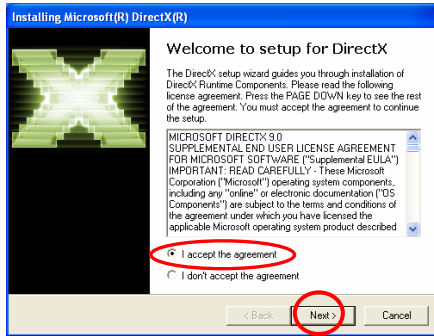 Installing Microsoft(R) DirectX(R)
Welcome to setup for DirectX
The DirectX setup wizard guides you through installation of
DirectX Runtime Components. Please read the following
license agreement. Press the PAGE DOWN key to see the rest
of the agreement. You must accept the agreement to continue
the setup.
MICROSOFT DIRECTX 9.0
SUPPLEMENTAL END USER LICENSE AGREEMENT
FOR MICROSOFT SOFTWARE ("Supplemental EULA")
IMPORTANT: READ CAREFULLY - These Microsoft
Corporation ("Microsoft") operating system components,
including any "online" or electronic documentation ("OS
Components") are subject to the terms and conditions of
the agreement under which you have licensed the
applicable Microsoft operating system product described
I accept the agreement
I don't accept the agreement
< Back
Next >
Cancel